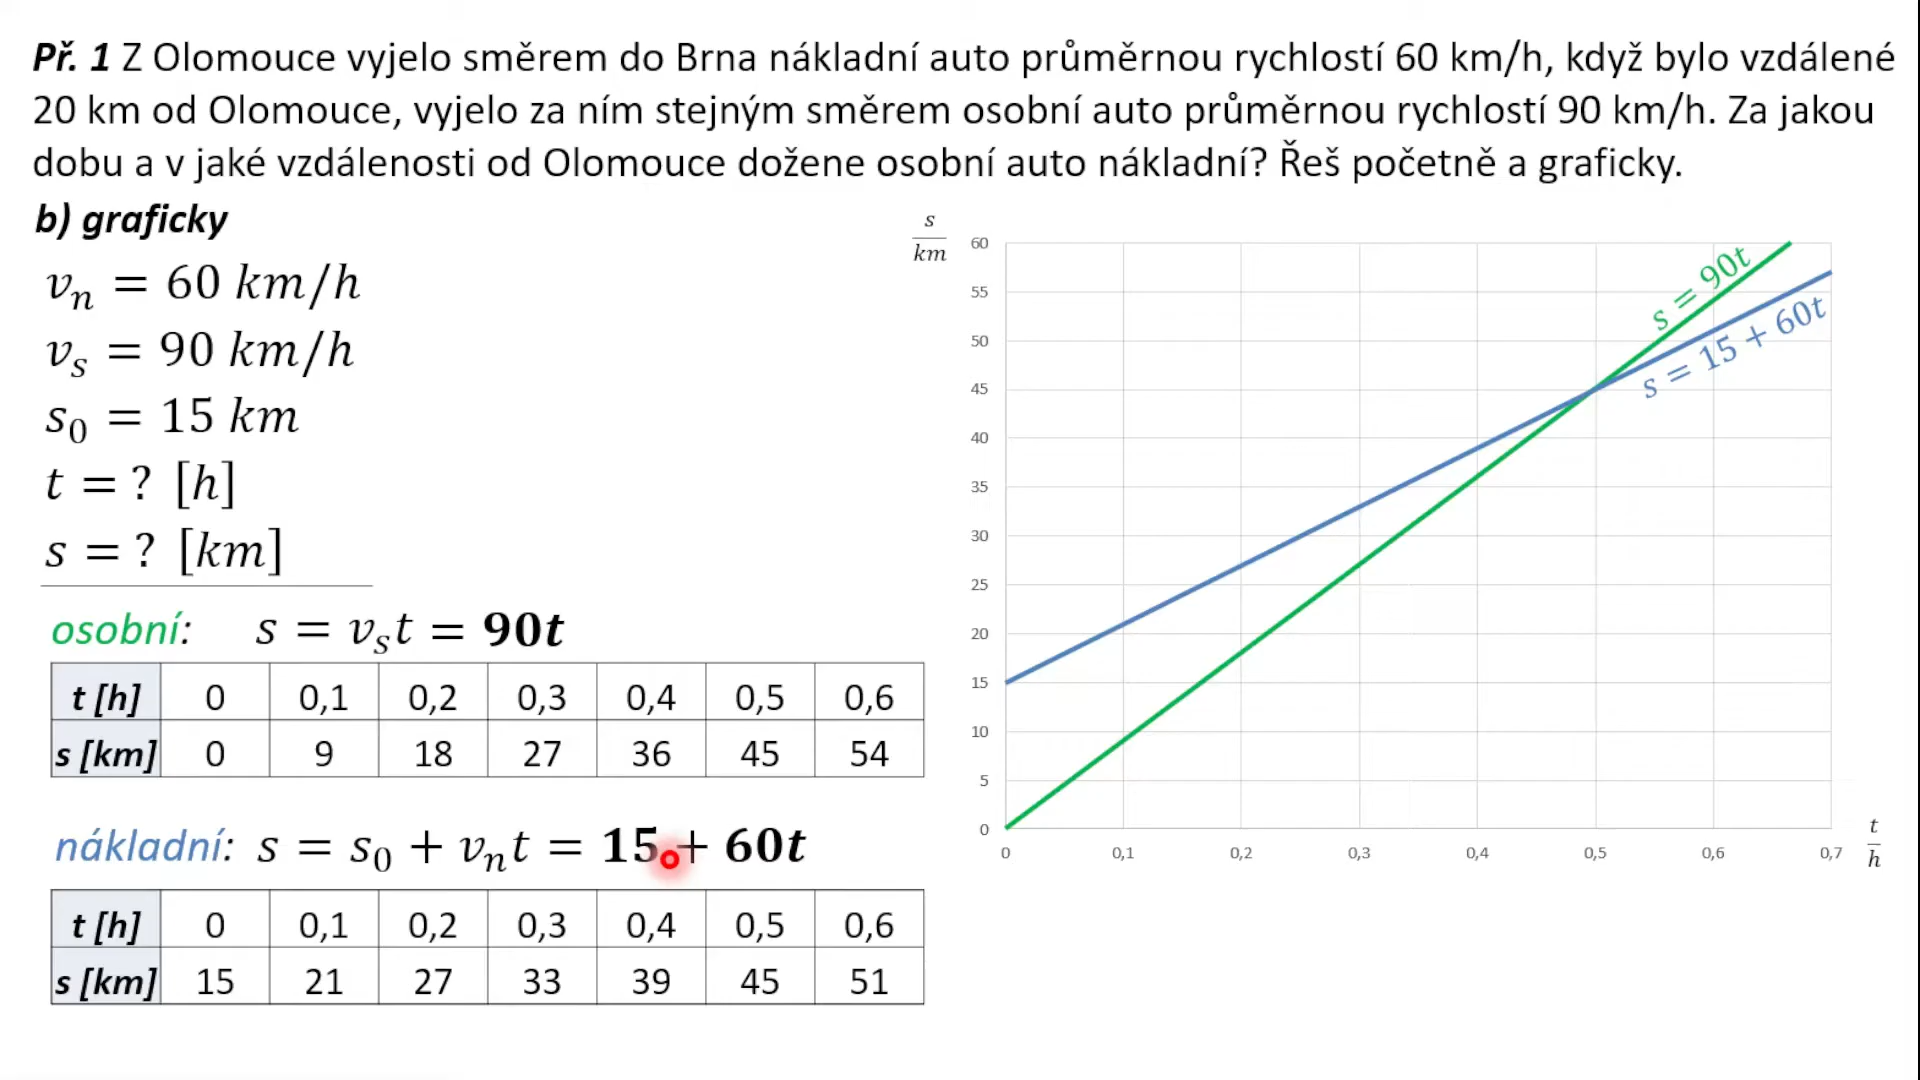 Př. 1 Z Olomouce vyjelo směrem do Brna nákladní auto průměrnou rychlostí 60 km/h, když bylo vzdálené
20 km od Olomouce, vyjelo za ním stejným směrem osobní auto průměrnou rychlostí 90 km/h. Za jakou
dobu a v jaké vzdálenosti od Olomouce dožene osobní auto nákladní? Řeš početně a graficky.
b) graficky
v_n = 60 km/h
v_s = 90 km/h
s_0 = 15 km
t = ? [h]
s = ? [km]
osobní: s = v_s t = 90t
t [h] 0 0,1 0,2 0,3 0,4 0,5 0,6
s [km] 0 9 18 27 36 45 54
nákladní: s = s_0 + v_n t = 15 + 60t
t [h] 0 0,1 0,2 0,3 0,4 0,5 0,6
s [km] 15 21 27 33 39 45 51
s
km
60
55
50
45
40
35
30
25
20
15
10
5
0
s = 90t
s = 15 + 60t
0 0,1 0,2 0,3 0,4 0,5 0,6 0,7
t
h